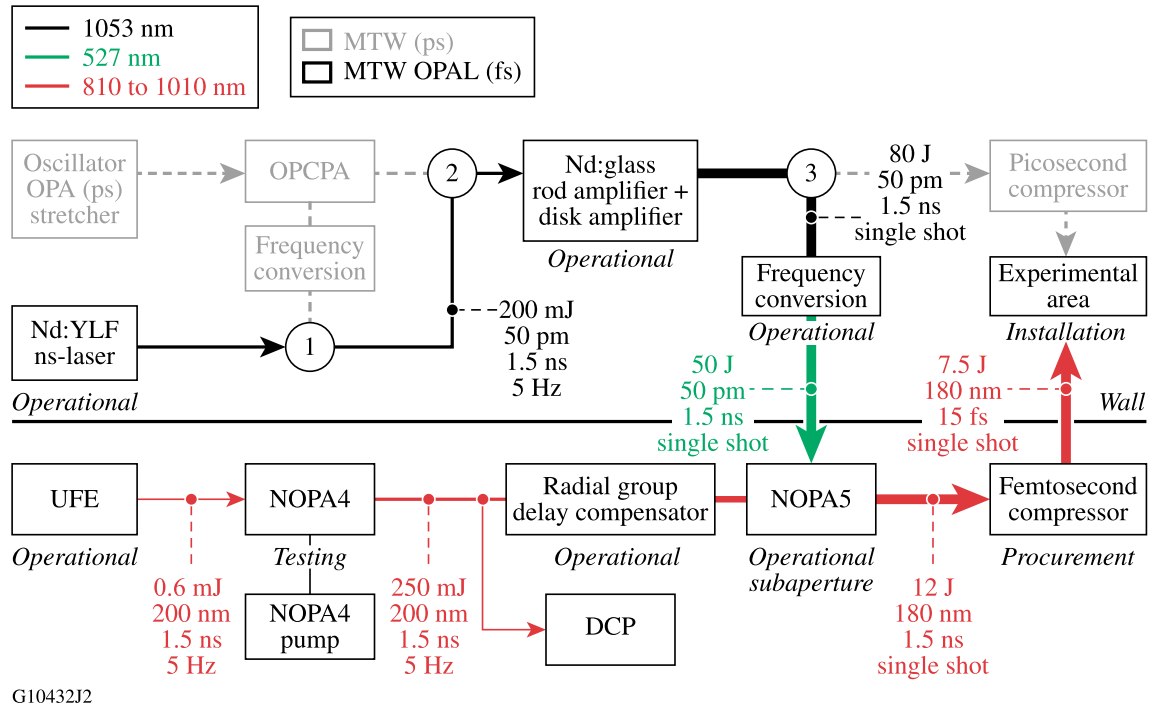 1053 nm
527 nm
810 to 1010 nm
MTW (ps)
MTW OPAL (fs)
Oscillator
OPA (ps)
stretcher
OPCPA
2
Nd:glass
rod amplifier +
disk amplifier
Operational
3
80 J
50 pm
1.5 ns
single shot
Picosecond
compressor
Frequency
conversion
Nd:YLF
ns-laser
Operational
1
200 mJ
50 pm
1.5 ns
5 Hz
Frequency
conversion
Operational
Experimental
area
Installation
50 J
50 pm
1.5 ns
single shot
7.5 J
180 nm
15 fs
single shot
Wall
UFE
Operational
NOPA4
Testing
Radial group
delay compensator
Operational
NOPA5
Operational
subaperture
Femtosecond
compressor
Procurement
0.6 mJ
200 nm
1.5 ns
5 Hz
NOPA4
pump
250 mJ
200 nm
1.5 ns
5 Hz
DCP
12 J
180 nm
1.5 ns
single shot
G10432J2